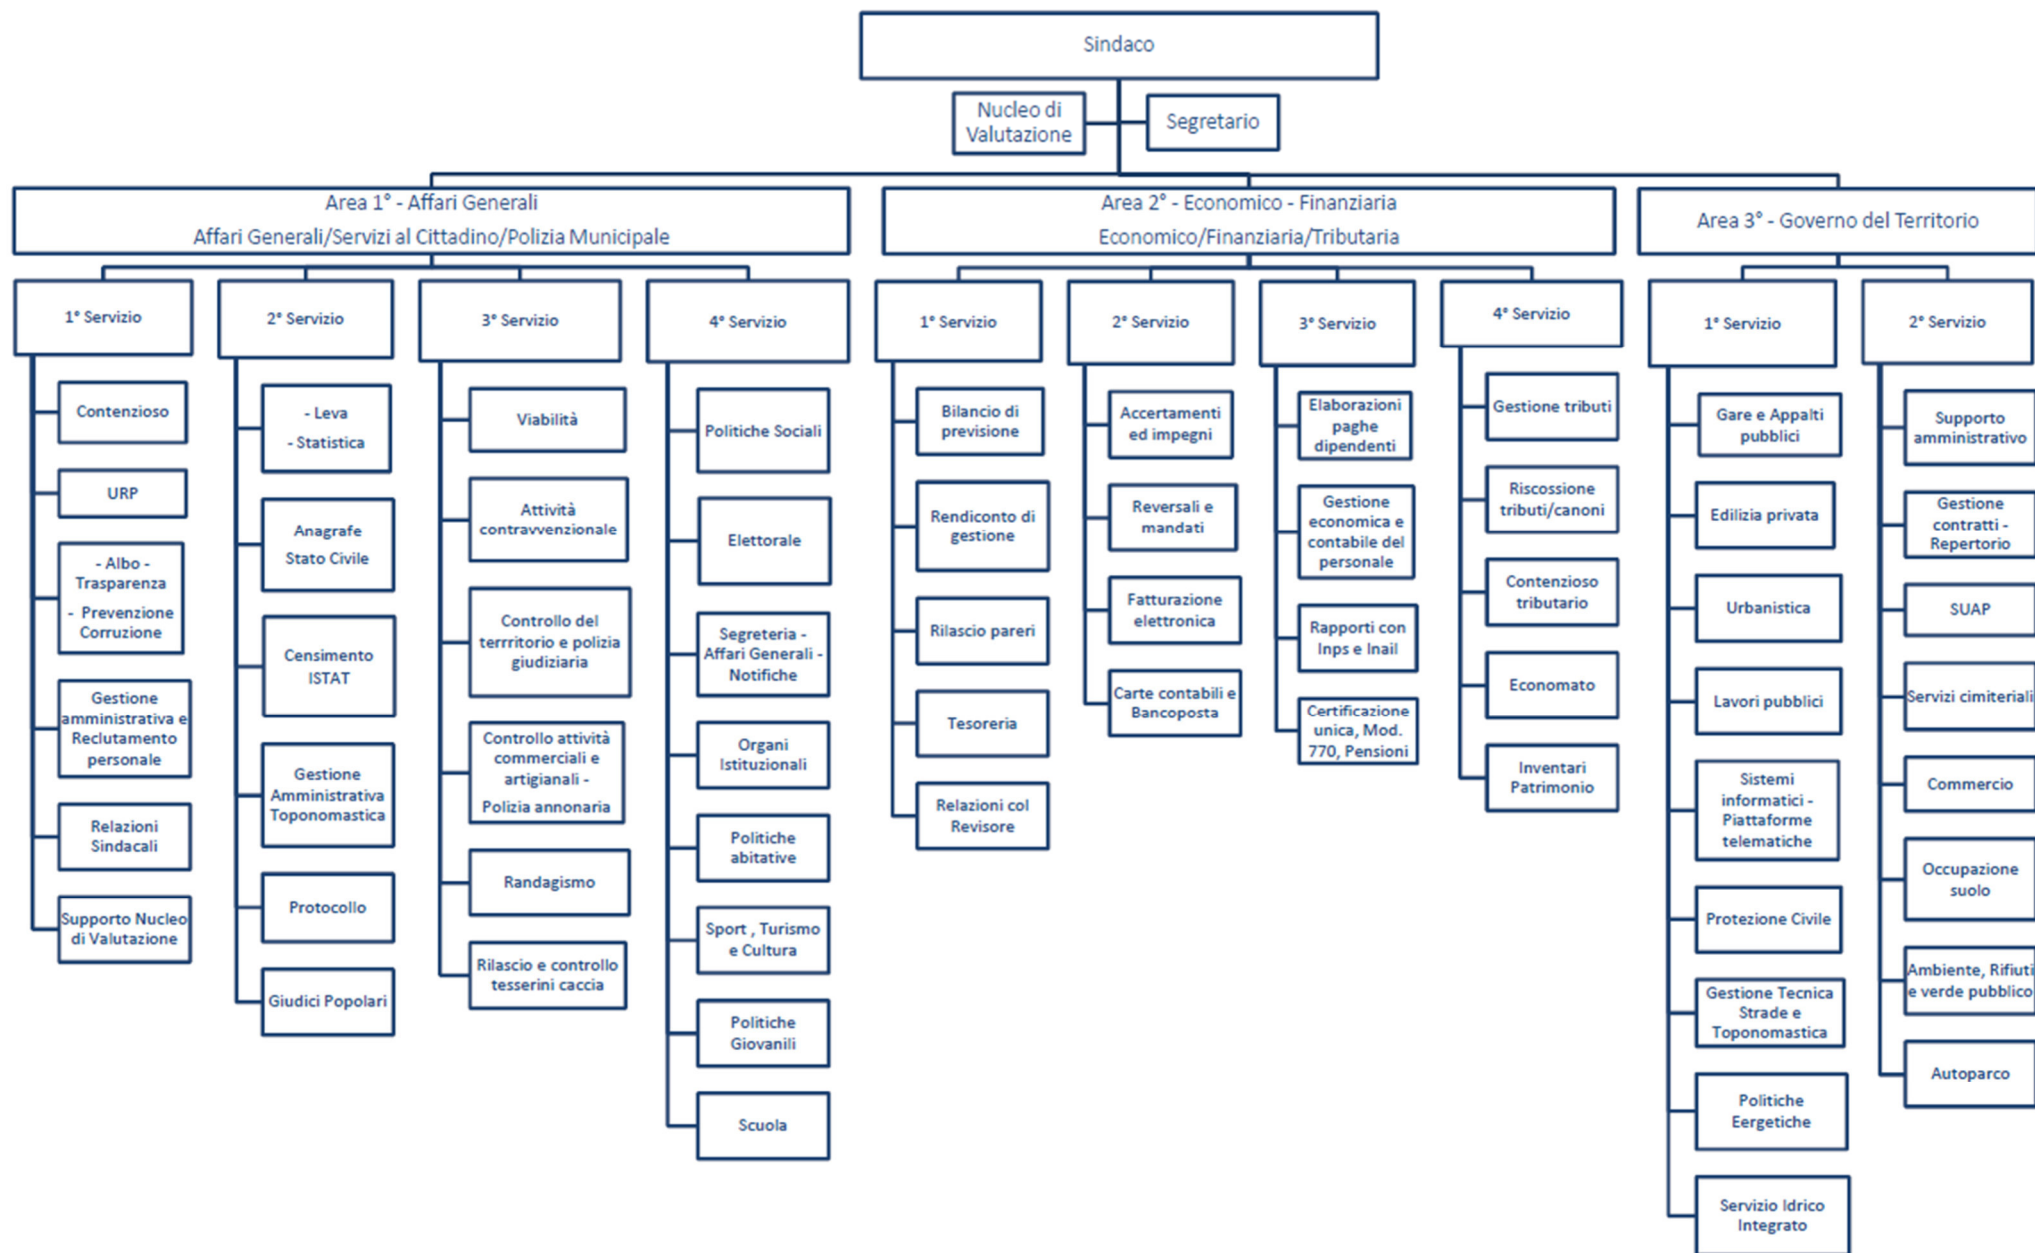 Sindaco
Nucleo di
Valutazione
Segretario
Area 1° - Affari Generali
Affari Generali/Servizi al Cittadino/Polizia Municipale
Area 2° - Economico - Finanziaria
Economico/Finanziaria/Tributaria
Area 3° - Governo del Territorio
1° Servizio
Contenzioso
URP
- Albo -
Trasparenza
- Prevenzione
Corruzione
Gestione
amministrativa e
Reclutamento
personale
Relazioni
Sindacali
Supporto Nucleo
di Valutazione
2° Servizio
- Leva
- Statistica
Anagrafe
Stato Civile
Censimento
ISTAT
Gestione
Amministrativa
Toponomastica
Protocollo
Giudici Popolari
3° Servizio
Viabilità
Attività
contravvenzionale
Controllo del
terrritorio e polizia
giudiziaria
Controllo attività
commerciali e
artigianali -
Polizia annonaria
Randagismo
Rilascio e controllo
tesserini caccia
4° Servizio
Politiche Sociali
Elettorale
Segreteria -
Affari Generali -
Notifiche
Organi
Istituzionali
Politiche
abitative
Sport , Turismo
e Cultura
Politiche
Giovanili
Scuola
1° Servizio
Bilancio di
previsione
Rendiconto di
gestione
Rilascio pareri
Tesoreria
Relazioni col
Revisore
2° Servizio
Accertamenti
ed impegni
Reversali e
mandati
Fatturazione
elettronica
Carte contabili e
Bancoposta
3° Servizio
Elaborazioni
paghe
dipendenti
Gestione
economica e
contabile del
personale
Rapporti con
Inps e Inail
Certificazione
unica, Mod.
770, Pensioni
4° Servizio
Gestione tributi
Riscossione
tributi/canoni
Contenzioso
tributario
Economato
Inventari
Patrimonio
1° Servizio
Gare e Appalti
pubblici
Edilizia privata
Urbanistica
Lavori pubblici
Sistemi
informatici -
Piattaforme
telematiche
Protezione Civile
Gestione Tecnica
Strade e
Toponomastica
Politiche
Eergetiche
Servizio Idrico
Integrato
2° Servizio
Supporto
amministrativo
Gestione
contratti -
Repertorio
SUAP
Servizi cimiteriali
Commercio
Occupazione
suolo
Ambiente, Rifiuti
e verde pubblico
Autoparco